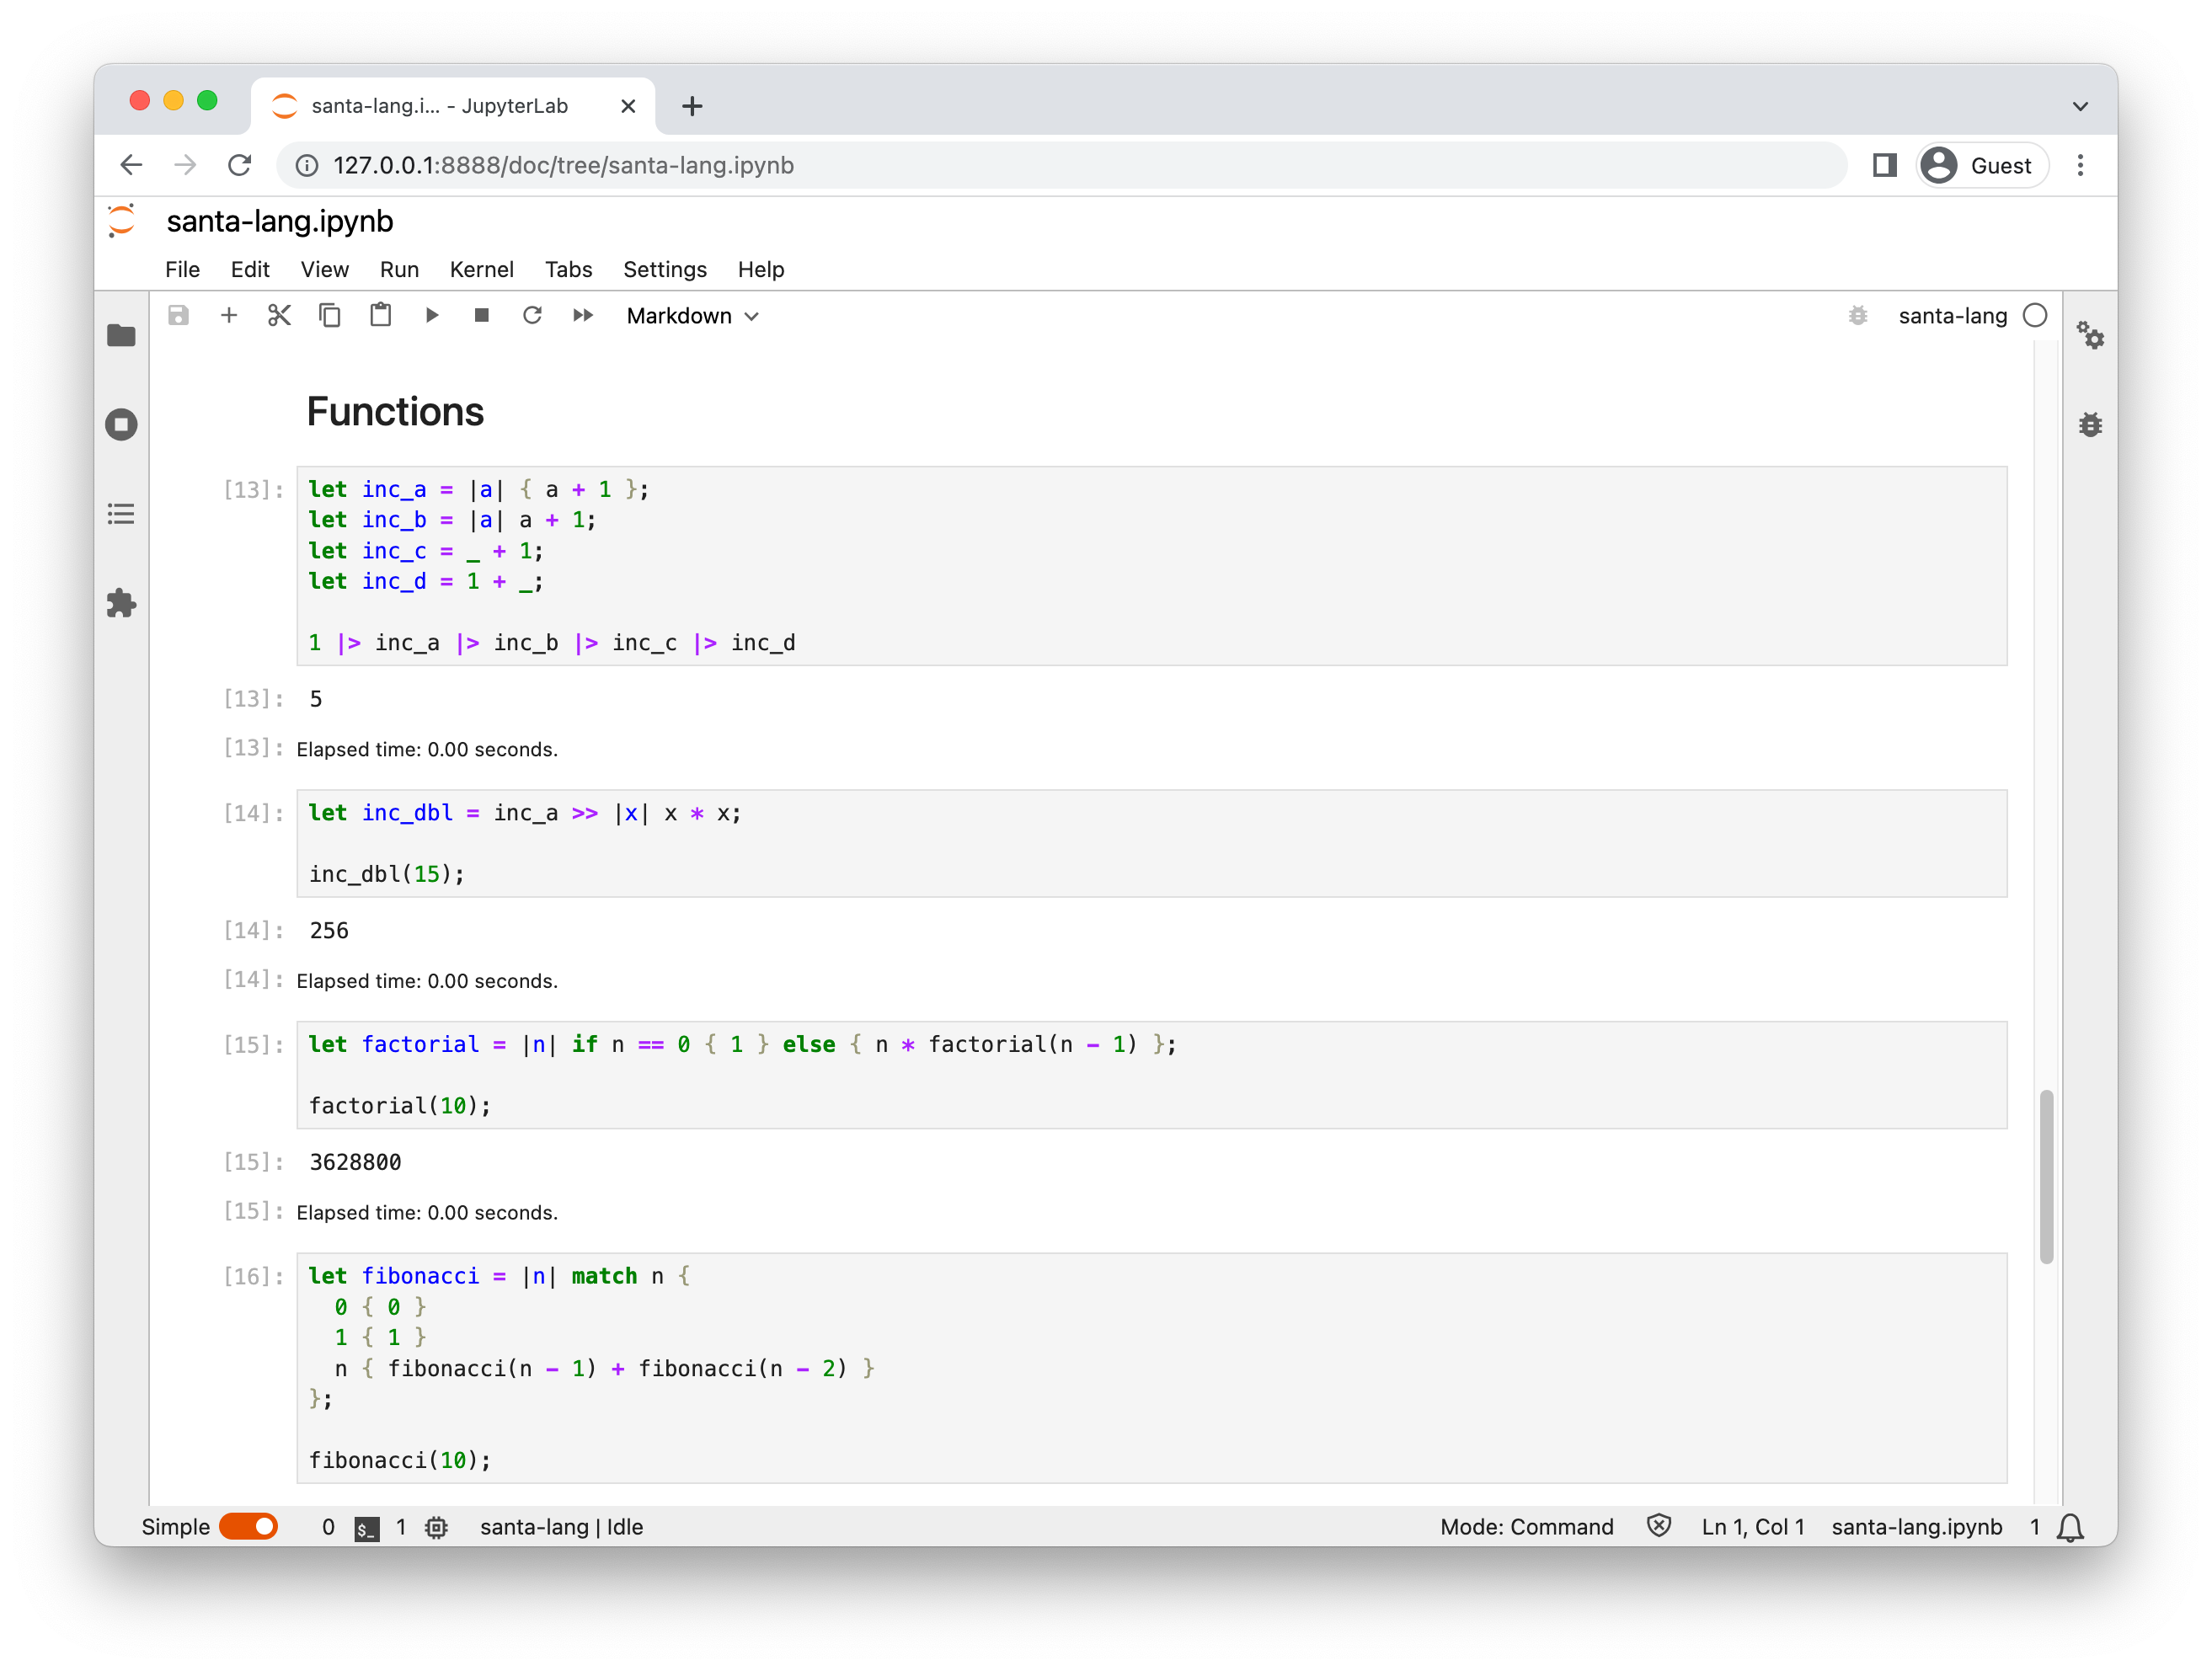 santa-lang.i... - JupyterLab
127.0.0.1:8888/doc/tree/santa-lang.ipynb
Guest
santa-lang.ipynb
File Edit View Run Kernel Tabs Settings Help
Markdown
santa-lang
Functions
[13]: let inc_a = |a| { a + 1 };
let inc_b = |a| a + 1;
let inc_c = _ + 1;
let inc_d = 1 + _;
1 |> inc_a |> inc_b |> inc_c |> inc_d
[13]: 5
[13]: Elapsed time: 0.00 seconds.
[14]: let inc_dbl = inc_a >> |x| x * x;
inc_dbl(15);
[14]: 256
[14]: Elapsed time: 0.00 seconds.
[15]: let factorial = |n| if n == 0 { 1 } else { n * factorial(n - 1) };
factorial(10);
[15]: 3628800
[15]: Elapsed time: 0.00 seconds.
[16]: let fibonacci = |n| match n {
0 { 0 }
1 { 1 }
n { fibonacci(n - 1) + fibonacci(n - 2) }
};
fibonacci(10);
Simple 0 $_ 1 santa-lang | Idle Mode: Command Ln 1, Col 1 santa-lang.ipynb 1